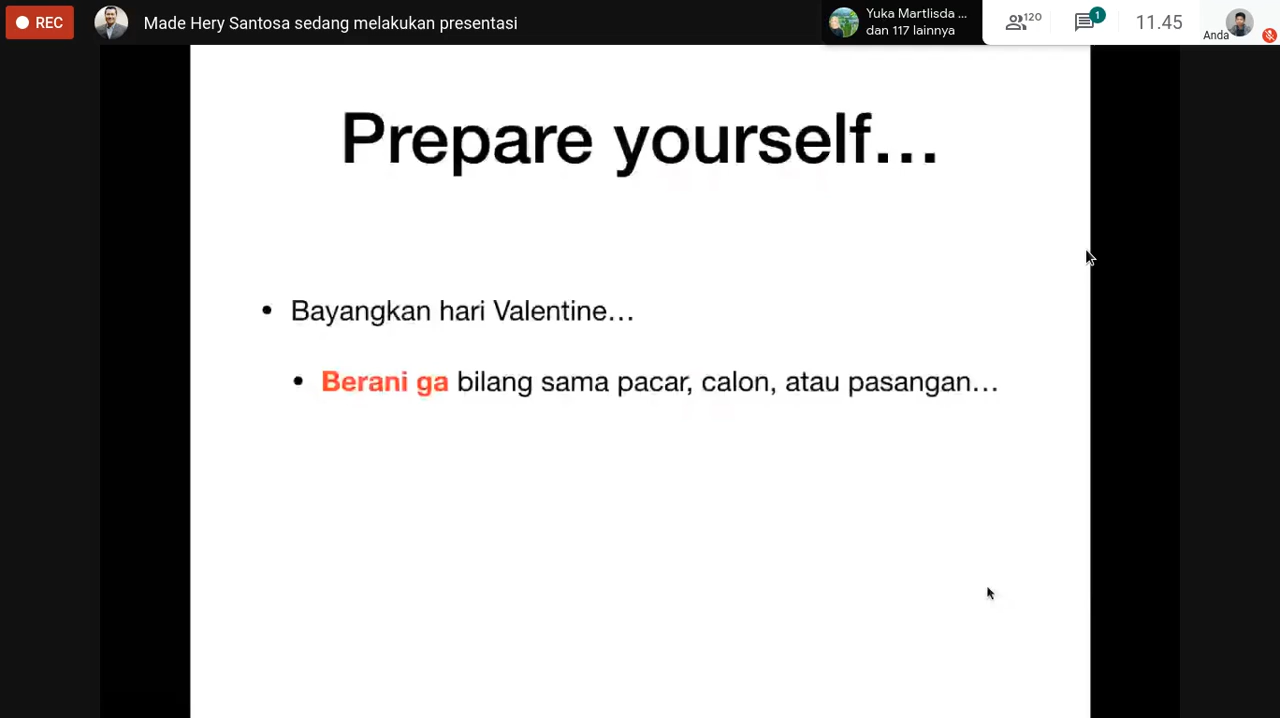 REC
Made Hery Santosa sedang melakukan presentasi
Yuka Martlisda ...
dan 117 lainnya
120
1
11.45
Anda
Prepare yourself...
• Bayangkan hari Valentine...
• Berani ga bilang sama pacar, calon, atau pasangan...